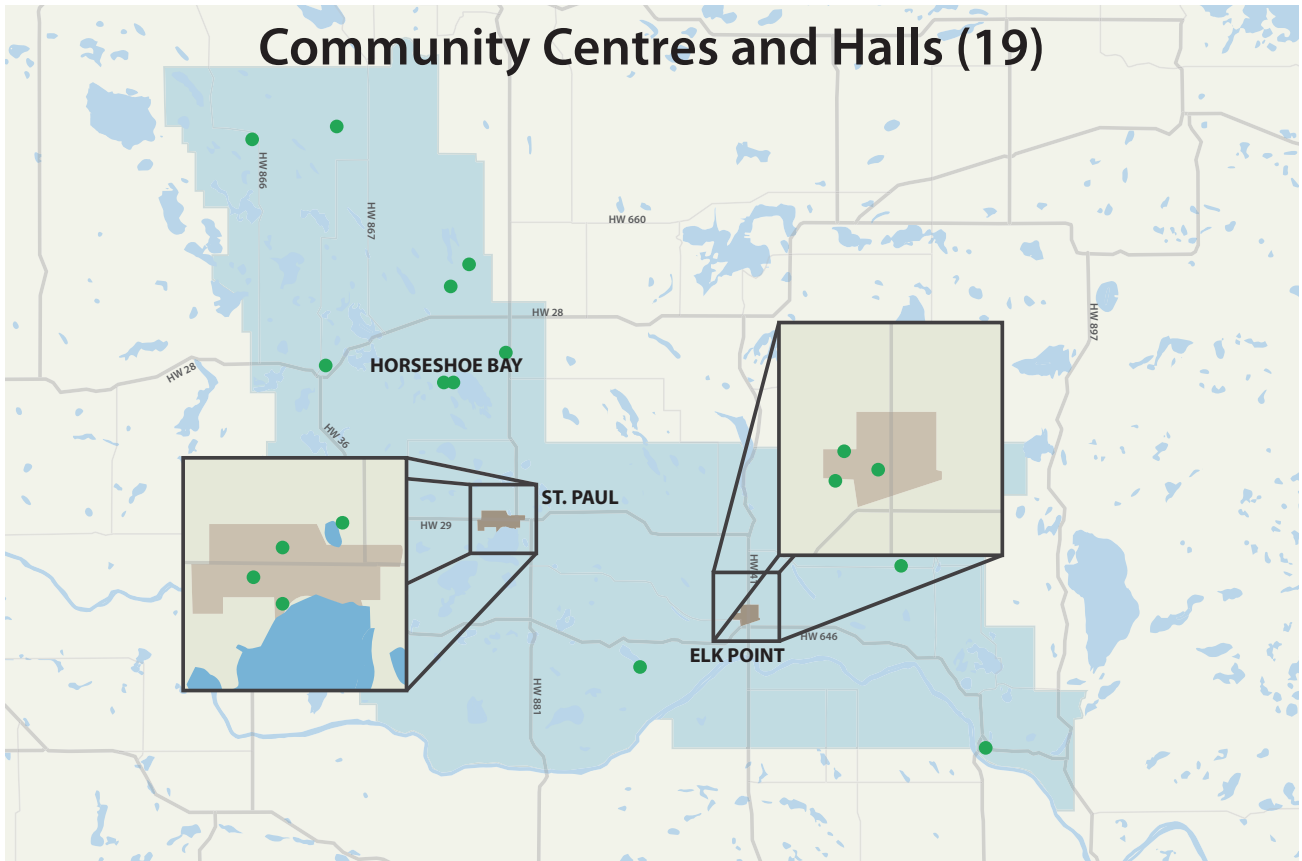 Community Centres and Halls (19)
HW 866
HW 867
HW 660
HW 28
HW 897
HORSESHOE BAY
HW 28
HW 36
ST. PAUL
HW 29
HW 41
HW 646
ELK POINT
HW 881